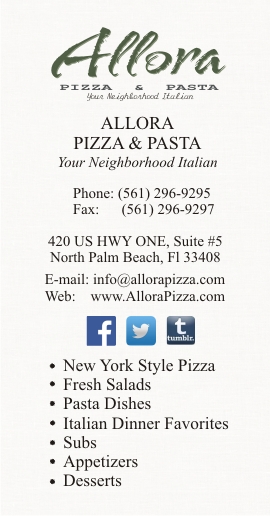 Allora
PIZZA & PASTA
Your Neighborhood Italian
ALLORA
PIZZA & PASTA
Your Neighborhood Italian
Phone: (561) 296-9295
Fax: (561) 296-9297
420 US HWY ONE, Suite #5
North Palm Beach, Fl 33408
E-mail: info@allorapizza.com
Web: www.AlloraPizza.com
f t tumblr.
• New York Style Pizza
• Fresh Salads
• Pasta Dishes
• Italian Dinner Favorites
• Subs
• Appetizers
• Desserts